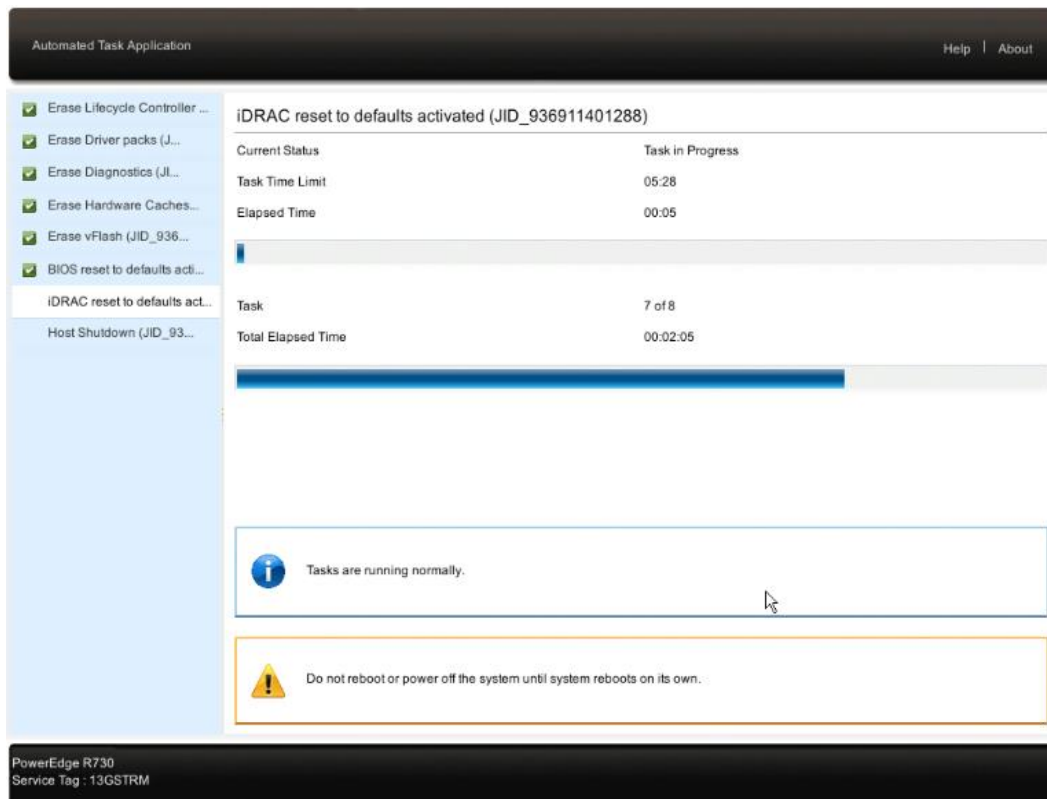 Automated Task Application
Help | About
Erase Lifecycle Controller ...
Erase Driver packs (J...
Erase Diagnostics (JI...
Erase Hardware Caches...
Erase vFlash (JID_936...
BIOS reset to defaults acti...
iDRAC reset to defaults act...
Host Shutdown (JID_93...
iDRAC reset to defaults activated (JID_936911401288)
Current Status Task in Progress
Task Time Limit 05:28
Elapsed Time 00:05
Task 7 of 8
Total Elapsed Time 00:02:05
Tasks are running normally.
Do not reboot or power off the system until system reboots on its own.
PowerEdge R730
Service Tag : 13GSTRM